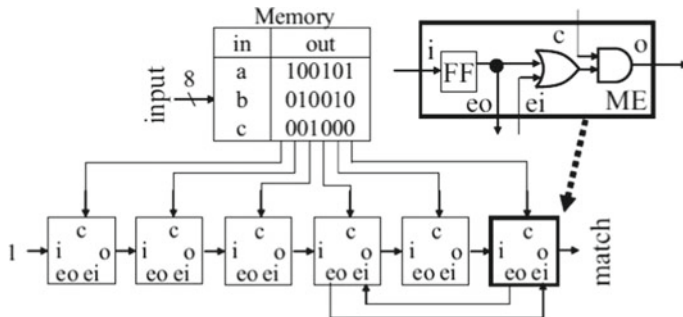 Memory
in out
a 100101
b 010010
c 001000
input
8
i FF c o
eo ei ME
c c c c c c
1 i o i o i o i o i o i o match
eo ei eo ei eo ei eo ei eo ei eo ei